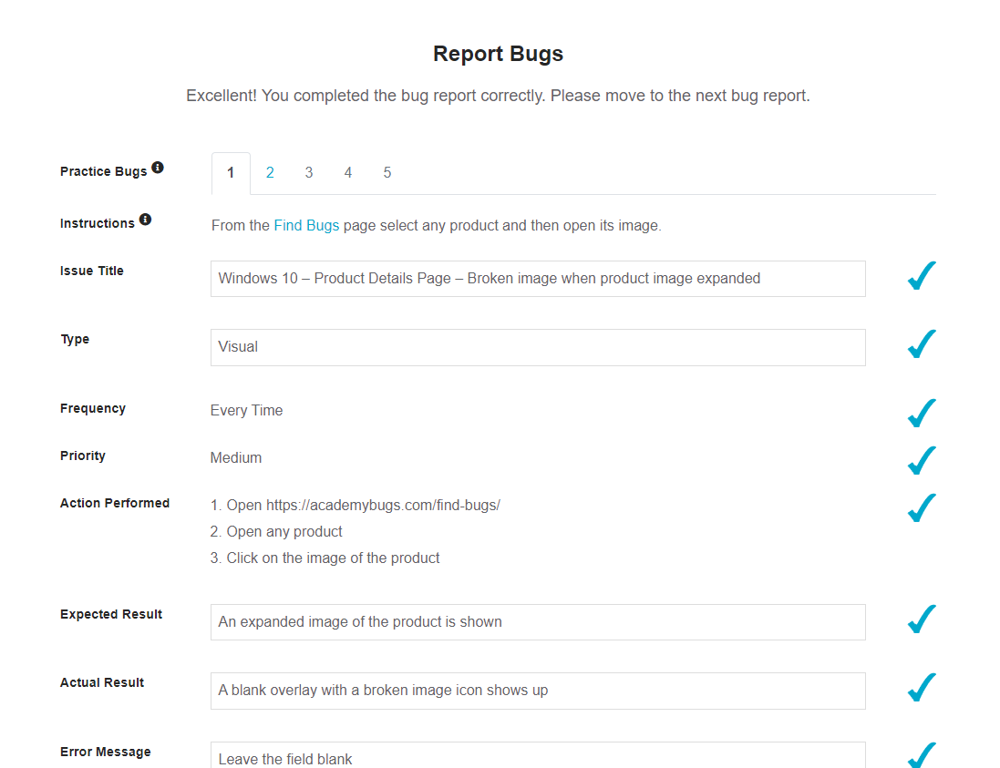 Report Bugs
Excellent! You completed the bug report correctly. Please move to the next bug report.
Practice Bugs
1 2 3 4 5
Instructions
From the Find Bugs page select any product and then open its image.
Issue Title
Windows 10 – Product Details Page – Broken image when product image expanded
Type
Visual
Frequency
Every Time
Priority
Medium
Action Performed
1. Open https://academybugs.com/find-bugs/
2. Open any product
3. Click on the image of the product
Expected Result
An expanded image of the product is shown
Actual Result
A blank overlay with a broken image icon shows up
Error Message
Leave the field blank